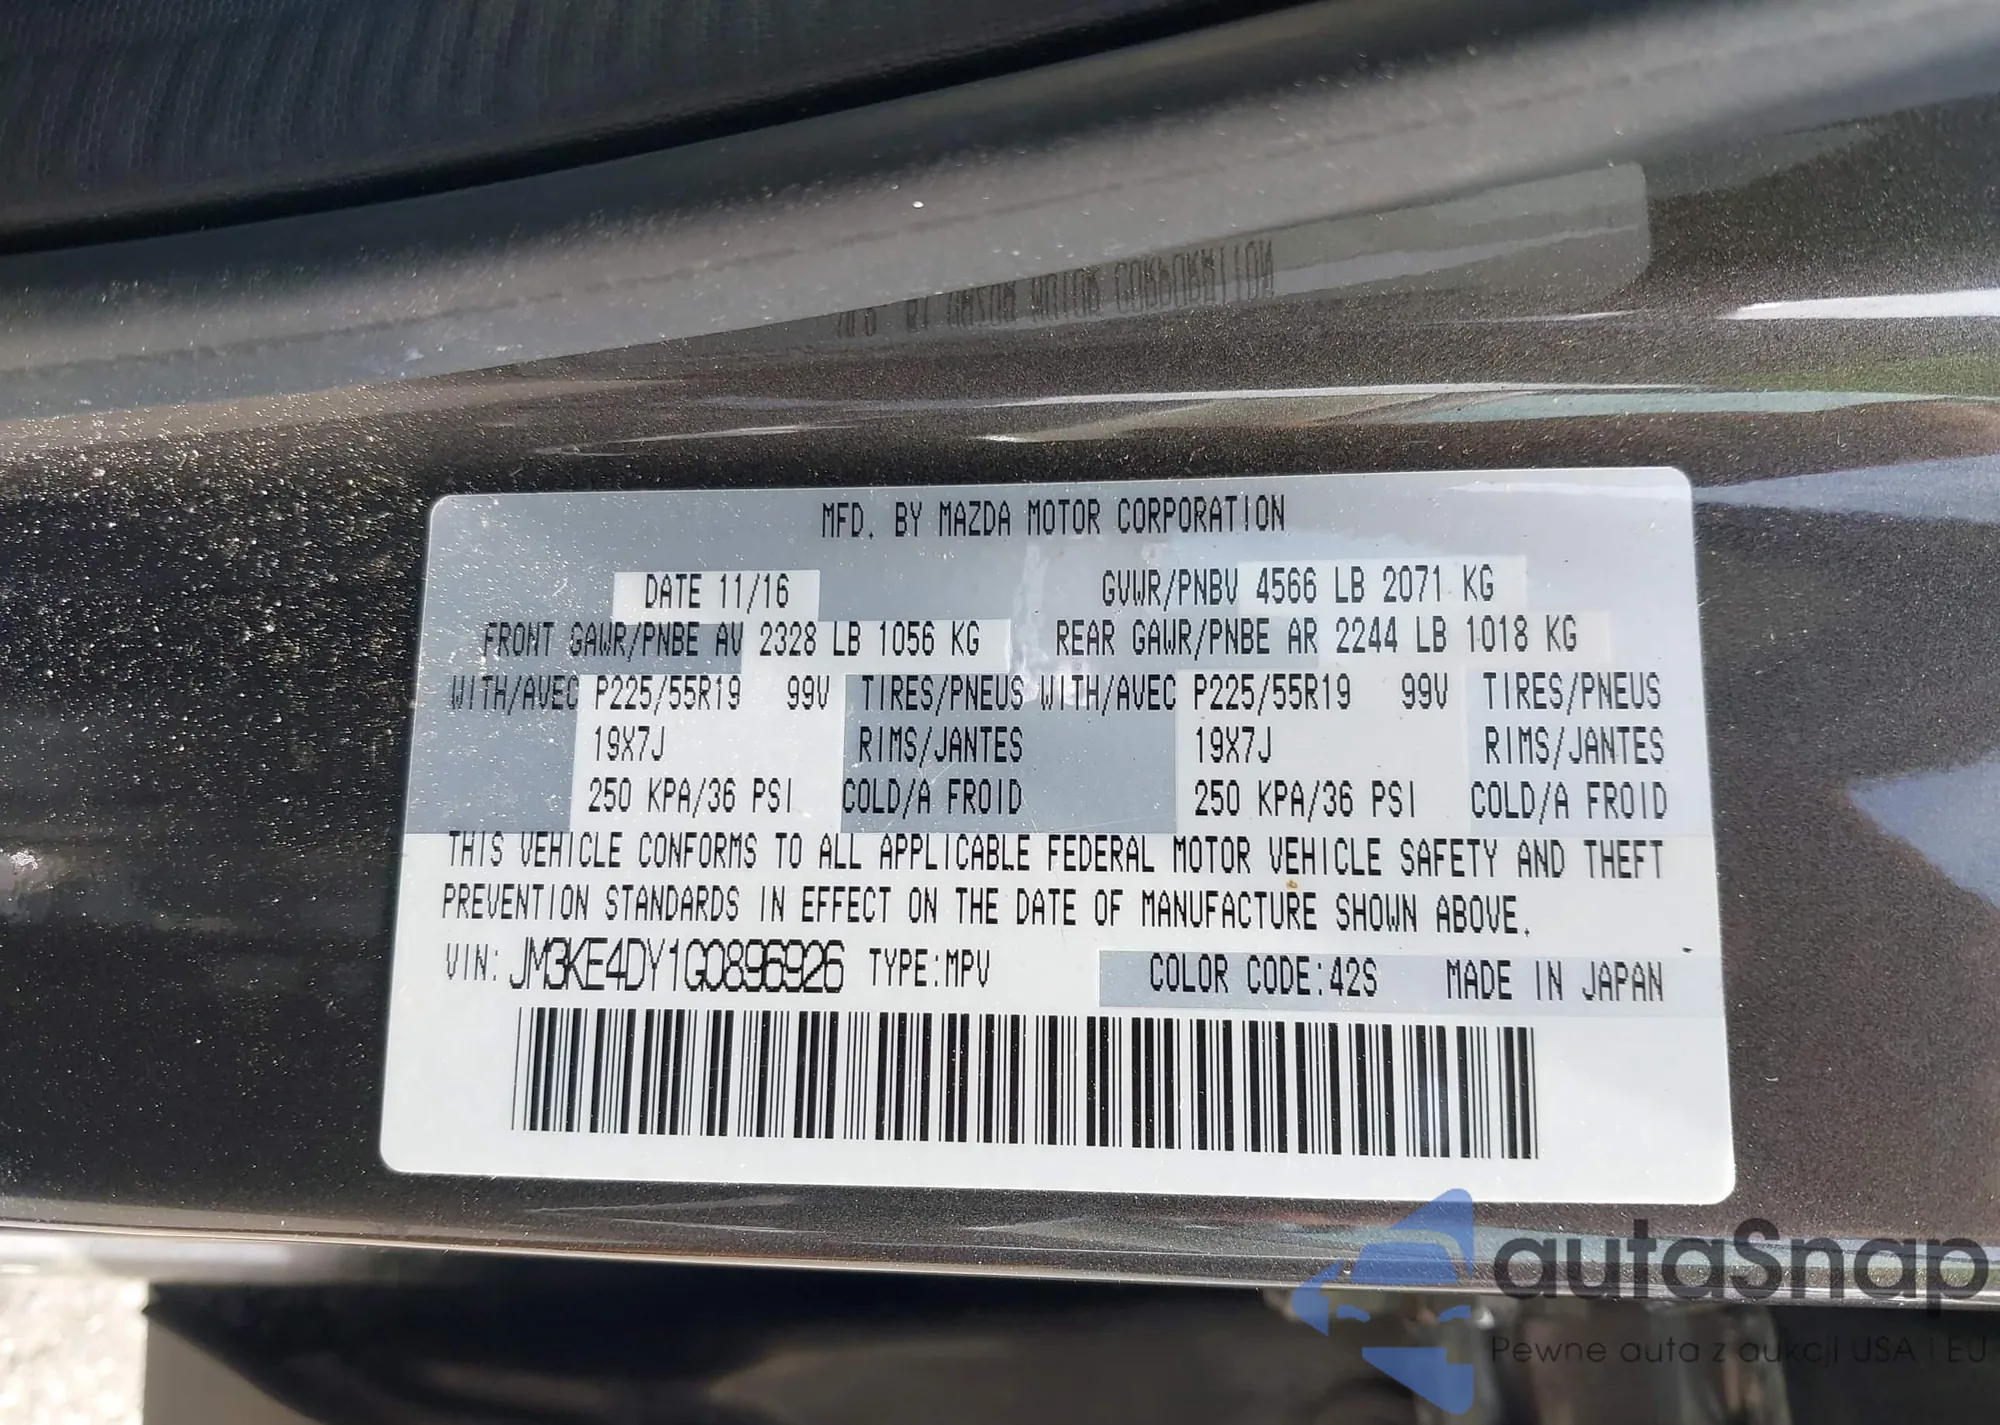 MFD. BY MAZDA MOTOR CORPORATION
DATE 11/16 GVWR/PNBV 4566 LB 2071 KG
FRONT GAWR/PNBE AV 2328 LB 1056 KG REAR GAWR/PNBE AR 2244 LB 1018 KG
WITH/AVEC P225/55R19 99V TIRES/PNEUS WITH/AVEC P225/55R19 99V TIRES/PNEUS
19X7J RIMS/JANTES 19X7J RIMS/JANTES
250 KPA/36 PSI COLD/A FROID 250 KPA/36 PSI COLD/A FROID
THIS VEHICLE CONFORMS TO ALL APPLICABLE FEDERAL MOTOR VEHICLE SAFETY AND THEFT
PREVENTION STANDARDS IN EFFECT ON THE DATE OF MANUFACTURE SHOWN ABOVE.
VIN: JM3KE4DY1G0896926 TYPE:MPV COLOR CODE:42S MADE IN JAPAN
autaSnap
Pewne auta z aukcji USA i EU